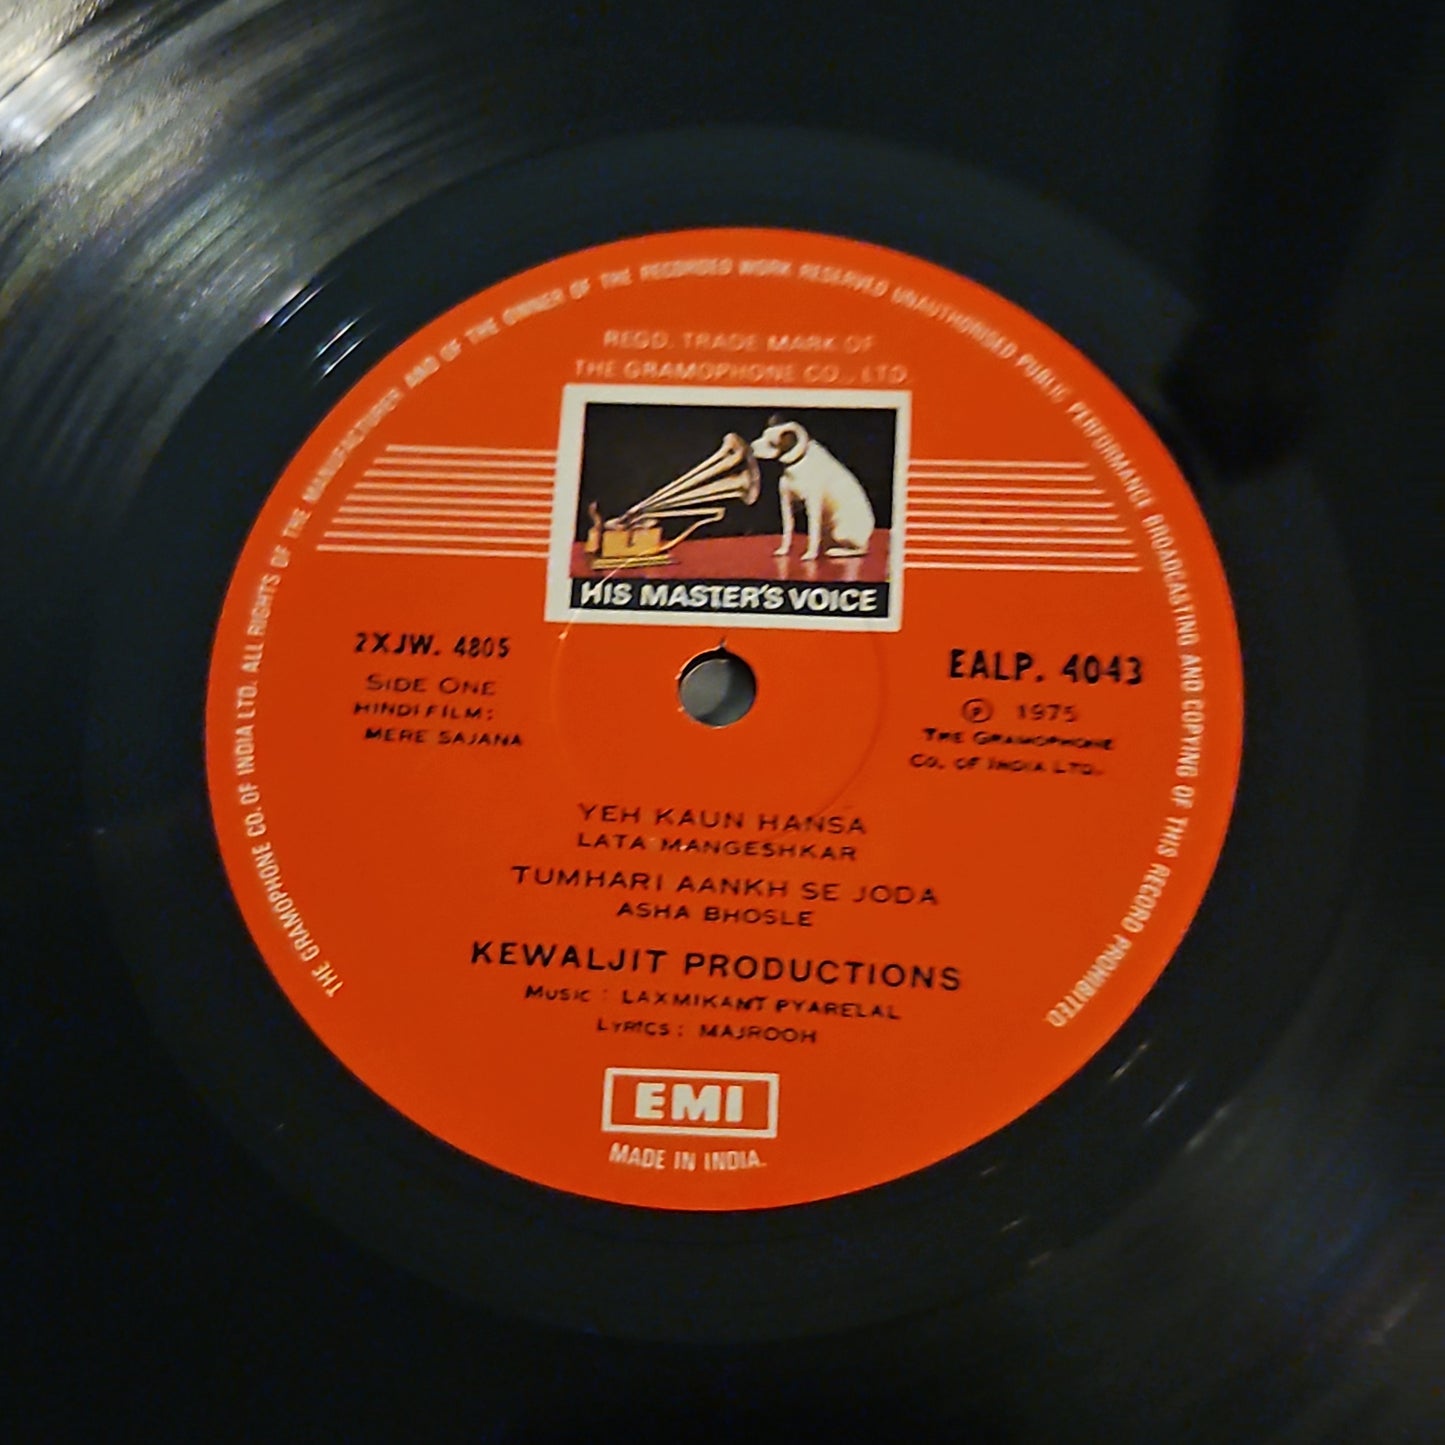 THE GRAMOPHONE CO. OF INDIA LTD. ALL RIGHTS OF THE MANUFACTURER AND OF THE OWNER OF THE RECORDED WORK RESERVED UNAUTHORISED PUBLIC PERFORMANCE BROADCASTING AND COPYING OF THIS RECORD PROHIBITED.
REGD. TRADE MARK OF
THE GRAMOPHONE CO., LTD.
HIS MASTER'S VOICE
2XJW. 4805
SIDE ONE
HINDI FILM:
MERE SAJANA
EALP. 4043
Ⓟ 1975
THE GRAMOPHONE
CO. OF INDIA LTD.
YEH KAUN HANSA
LATA MANGESHKAR
TUMHARI AANKH SE JODA
ASHA BHOSLE
KEWALJIT PRODUCTIONS
MUSIC : LAXMIKANT PYARELAL
LYRICS : MAJROOH
EMI
MADE IN INDIA.